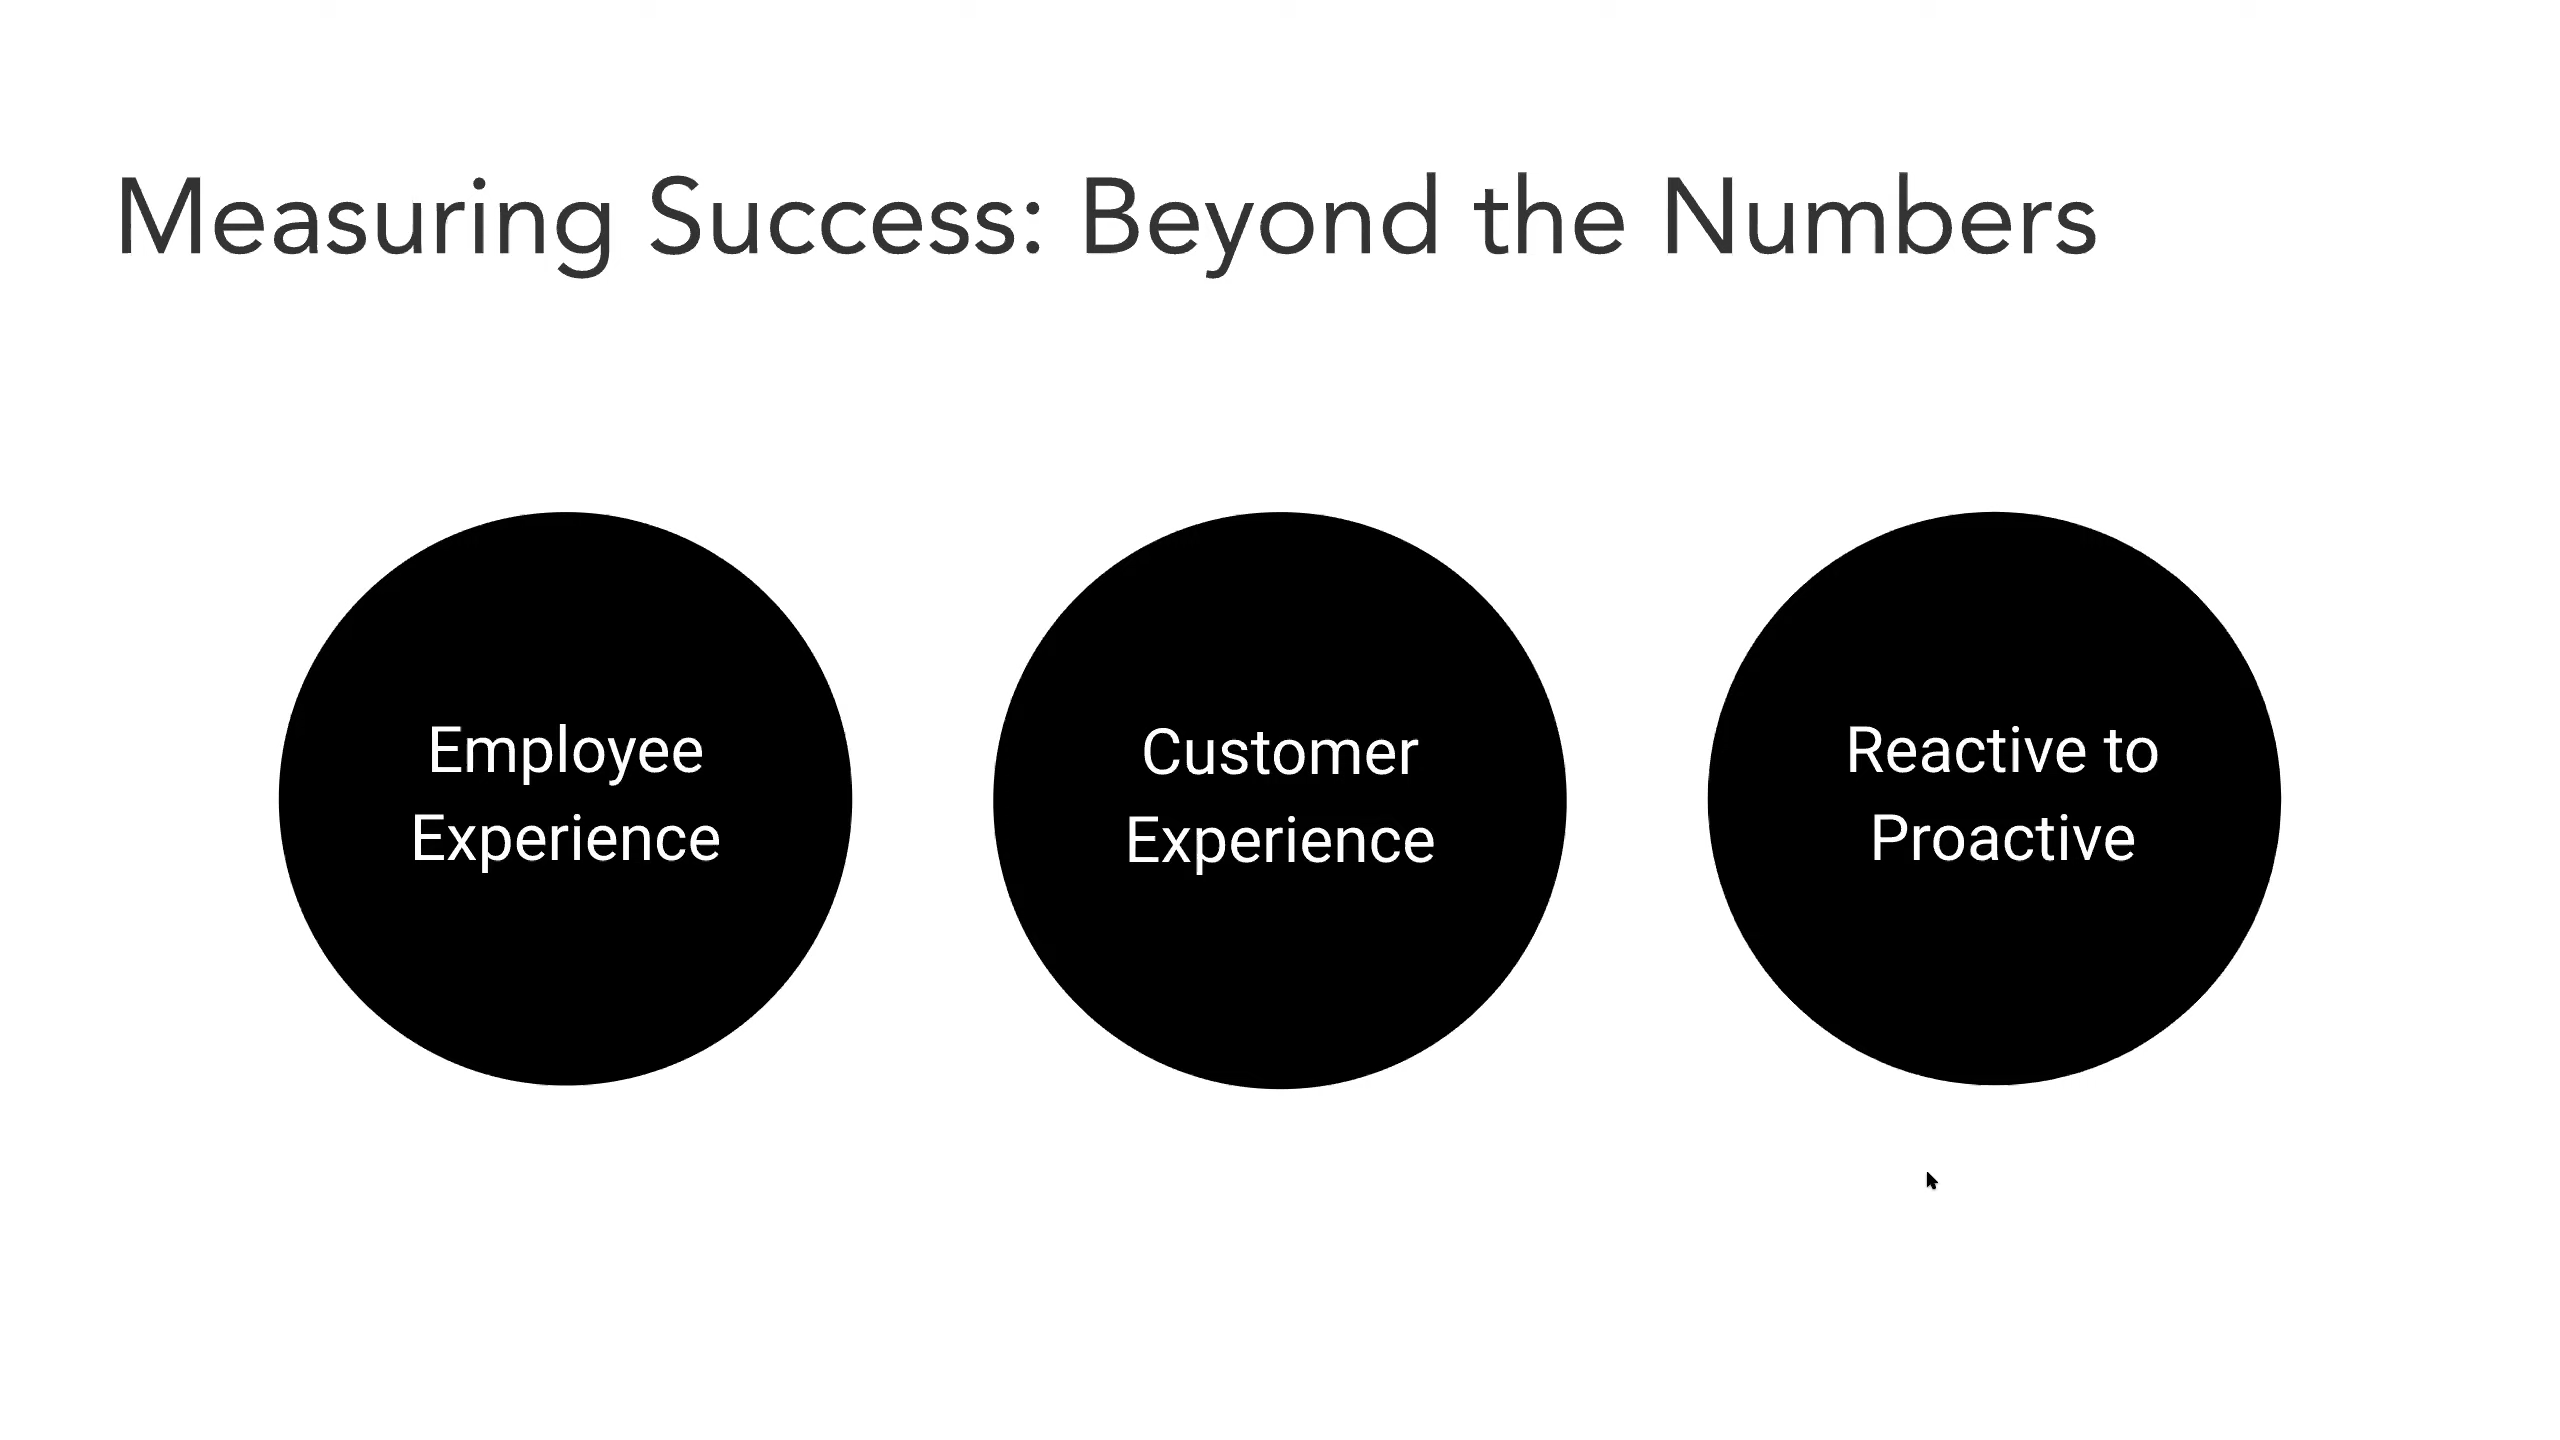 Measuring Success: Beyond the Numbers
Employee
Experience
Customer
Experience
Reactive to
Proactive